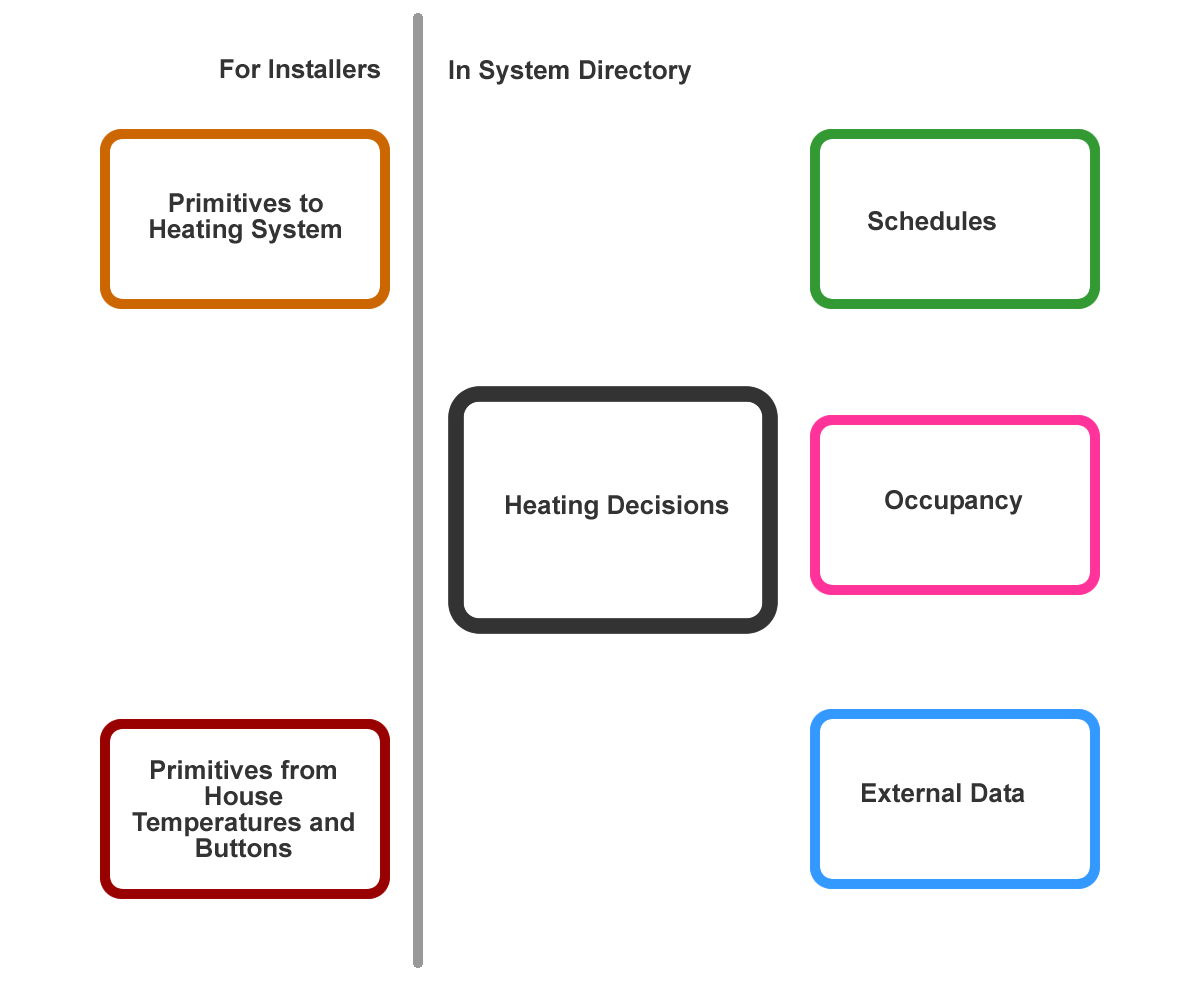 For Installers
In System Directory
Primitives to
Heating System
Schedules
Heating Decisions
Occupancy
Primitives from
House
Temperatures and
Buttons
External Data